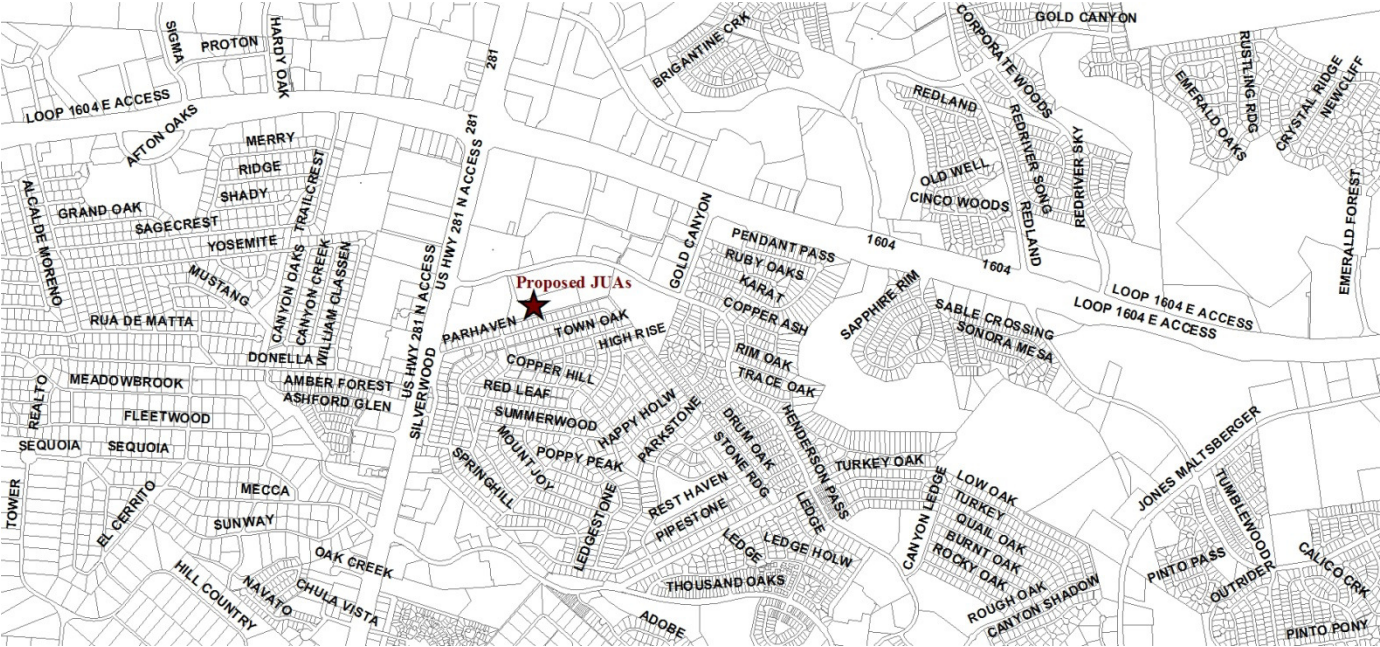 SIGMA
PROTON
HARDY OAK
281
BRIGANTINE CRK
CORPORATE WOODS
GOLD CANYON
RUSTLING RDG
CRYSTAL RIDGE
NEWCLIFF
EMERALD OAKS
LOOP 1604 E ACCESS
AFTON OAKS
MERRY
RIDGE
SHADY
TRAILCREST
281
REDLAND
REDRIVER SONG
REDRIVER SKY
OLD WELL
CINCO WOODS
REDLAND
EMERALD FOREST
ALCALDE MORENO
GRAND OAK
SAGECREST
YOSEMITE
MUSTANG
CANYON OAKS
CANYON CREEK
WILLIAM CLASSEN
US HWY 281 N ACCESS
US HWY 281 N ACCESS
GOLD CANYON
PENDANT PASS
RUBY OAKS
KARAT
COPPER ASH
1604
1604
LOOP 1604 E ACCESS
LOOP 1604 E ACCESS
Proposed JUAs
SAPPHIRE RIM
SABLE CROSSING
SONORA MESA
RUA DE MATTA
PARHAVEN
TOWN OAK
HIGH RISE
DONELLA
SILVERWOOD
COPPER HILL
RIM OAK
TRACE OAK
REALTO
MEADOWBROOK
AMBER FOREST
ASHFORD GLEN
RED LEAF
FLEETWOOD
SUMMERWOOD
HAPPY HOLW
PARKSTONE
DRUM OAK
STONE RDG
HENDERSON PASS
SEQUOIA
SEQUOIA
MOUNT JOY
POPPY PEAK
SPRINGHILL
TURKEY OAK
JONES MALTSBERGER
TOWER
EL CERRITO
MECCA
SUNWAY
LEDGESTONE
REST HAVEN
PIPESTONE
LEDGE
LEDGE
LEDGE HOLW
CANYON LEDGE
LOW OAK
TURKEY
QUAIL OAK
BURNT OAK
ROCKY OAK
ROUGH OAK
CANYON SHADOW
TUMBLEWOOD
PINTO PASS
OUTRIDER
CALICO CRK
PINTO PONY
OAK CREEK
HILL COUNTRY
NAVATO
CHULA VISTA
THOUSAND OAKS
ADOBE